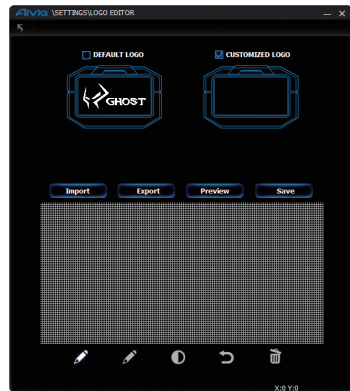 Aivia \SETTINGS\LOGO EDITOR
DEFAULT LOGO
CUSTOMIZED LOGO
GHOST
Import Export Preview Save
X:0 Y:0